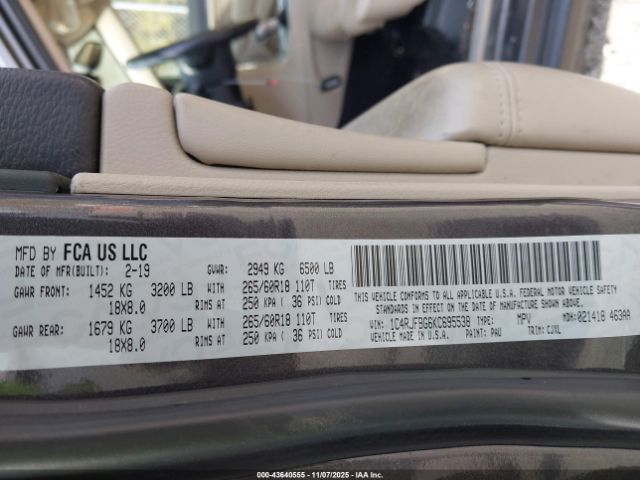 MFD BY FCA US LLC
DATE OF MFR(BUILT): 2-19 GVWR: 2949 KG 6500 LB
GAWR FRONT: 1452 KG 3200 LB WITH 265/60R18 110T TIRES
18X8.0 RIMS AT 250 KPA ( 36 PSI) COLD
GAWR REAR: 1679 KG 3700 LB WITH 265/60R18 110T TIRES
18X8.0 RIMS AT 250 KPA ( 36 PSI) COLD
THIS VEHICLE CONFORMS TO ALL APPLICABLE U.S.A. FEDERAL MOTOR VEHICLE SAFETY
STANDARDS IN EFFECT ON THE DATE OF MANUFACTURE SHOWN ABOVE.
VIN: 1C4RJFBG6KC695538 TYPE: MPV MDH: 021418 463AA
VEHICLE MADE IN U.S.A. PAINT: PAU TRIM: CJXL
000-43640555 - 11/07/2025 - IAA Inc.